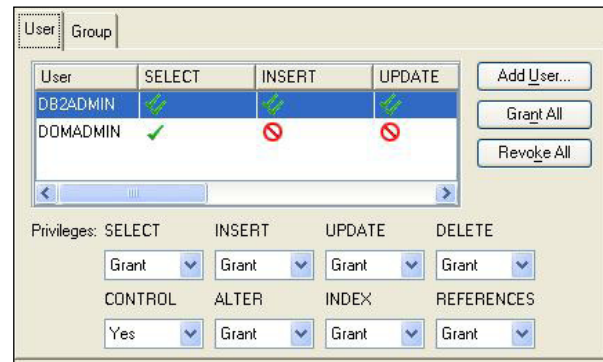 User Group
User SELECT INSERT UPDATE
DB2ADMIN
DOMADMIN
Add User...
Grant All
Revoke All
Privileges: SELECT INSERT UPDATE DELETE
Grant Grant Grant Grant
CONTROL ALTER INDEX REFERENCES
Yes Grant Grant Grant